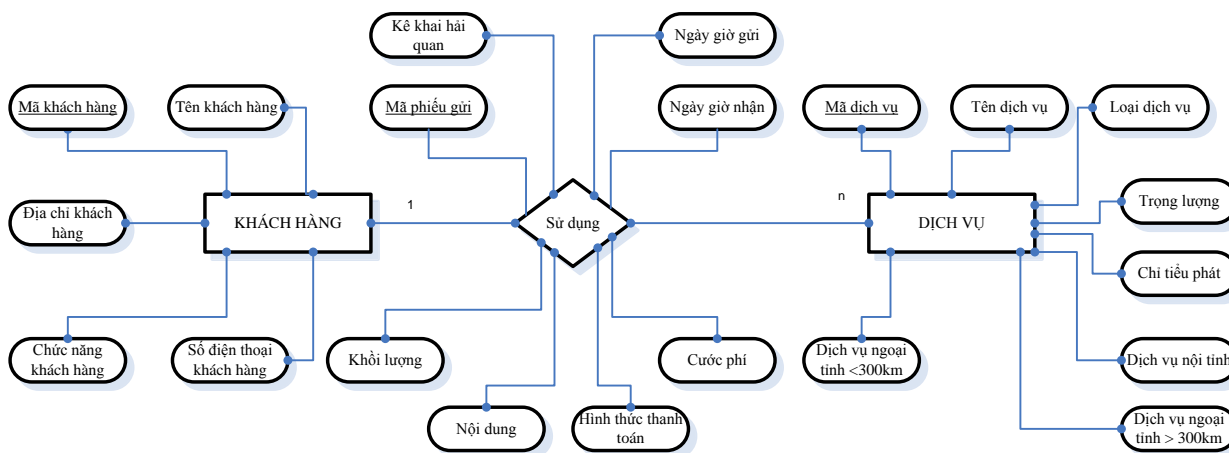 Kê khai hải
quan
Ngày giờ gửi
Mã khách hàng
Tên khách hàng
Mã phiếu gửi
Ngày giờ nhận
Mã dịch vụ
Tên dịch vụ
Loại dịch vụ
Địa chỉ khách
hàng
KHÁCH HÀNG
1
Sử dụng
n
DỊCH VỤ
Trọng lượng
Chỉ tiểu phát
Chức năng
khách hàng
Số điện thoại
khách hàng
Khồi lượng
Cước phí
Dịch vụ ngoại
tỉnh <300km
Dịch vụ nội tỉnh
Nội dung
Hình thức thanh
toán
Dịch vụ ngoại
tỉnh > 300km